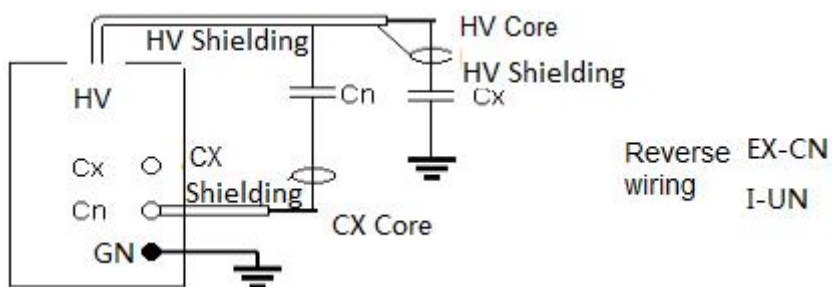 HV Shielding
HV Core
HV Shielding
HV
Cn
Cx
Cx
CX
Shielding
Cn
CX Core
GN
Reverse EX-CN
wiring
I-UN